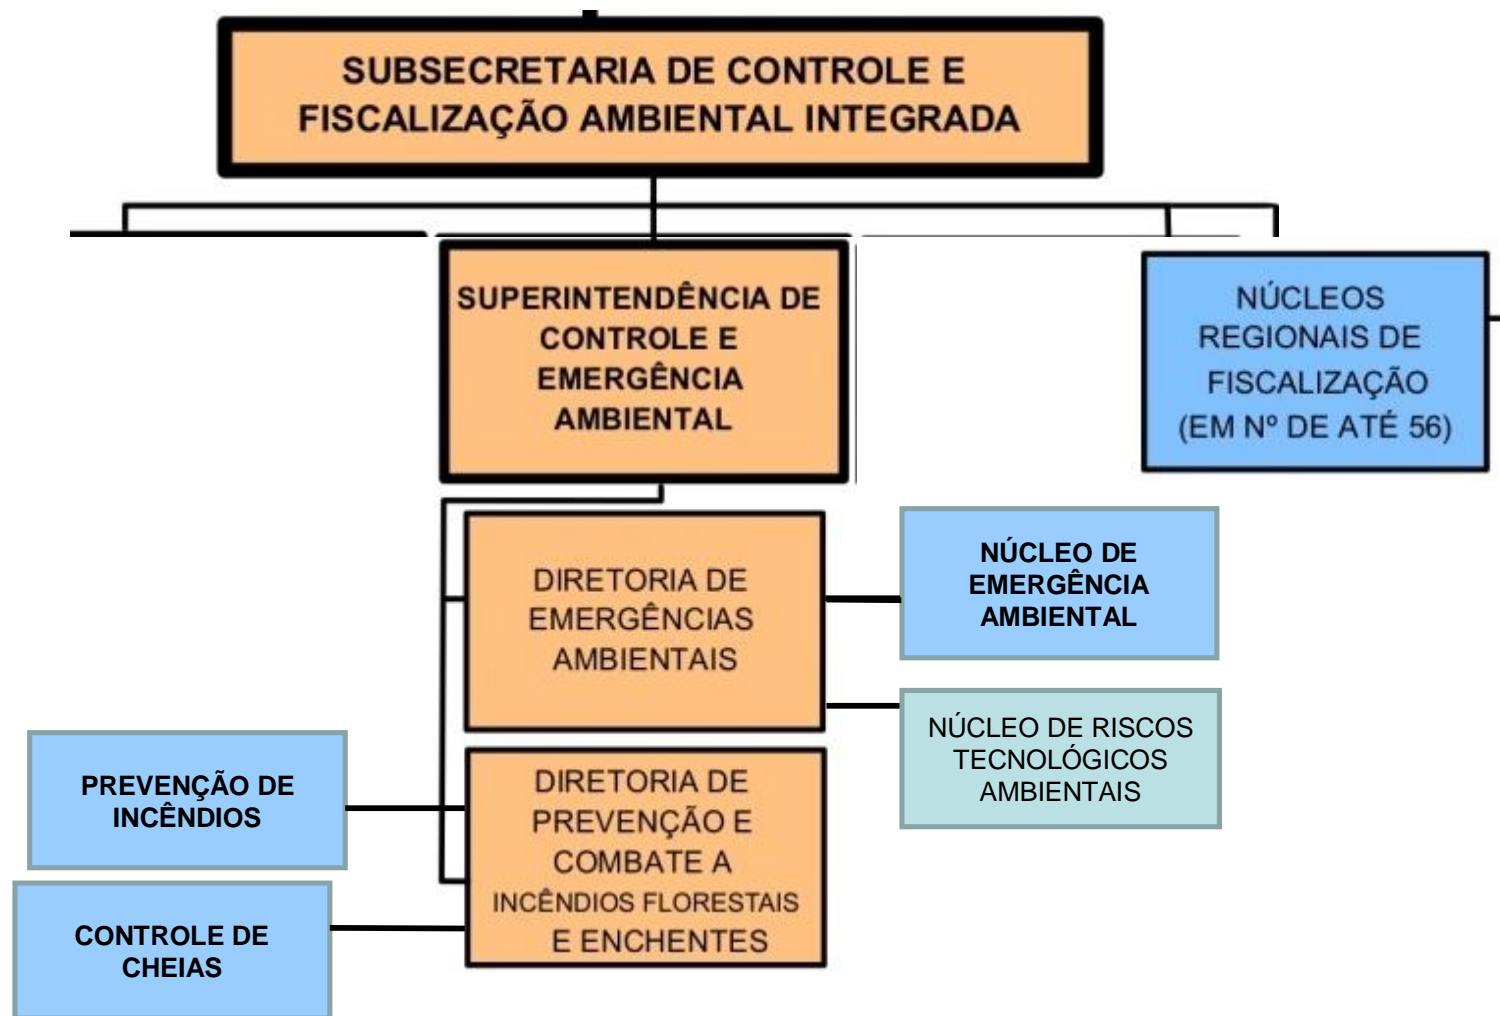 SUBSECRETARIA DE CONTROLE E
FISCALIZAÇÃO AMBIENTAL INTEGRADA
SUPERINTENDÊNCIA DE
CONTROLE E
EMERGÊNCIA
AMBIENTAL
NÚCLEOS
REGIONAIS DE
FISCALIZAÇÃO
(EM Nº DE ATÉ 56)
DIRETORIA DE
EMERGÊNCIAS
AMBIENTAIS
NÚCLEO DE
EMERGÊNCIA
AMBIENTAL
NÚCLEO DE RISCOS
TECNOLÓGICOS
AMBIENTAIS
PREVENÇÃO DE
INCÊNDIOS
DIRETORIA DE
PREVENÇÃO E
COMBATE A
INCÊNDIOS FLORESTAIS
E ENCHENTES
CONTROLE DE
CHEIAS